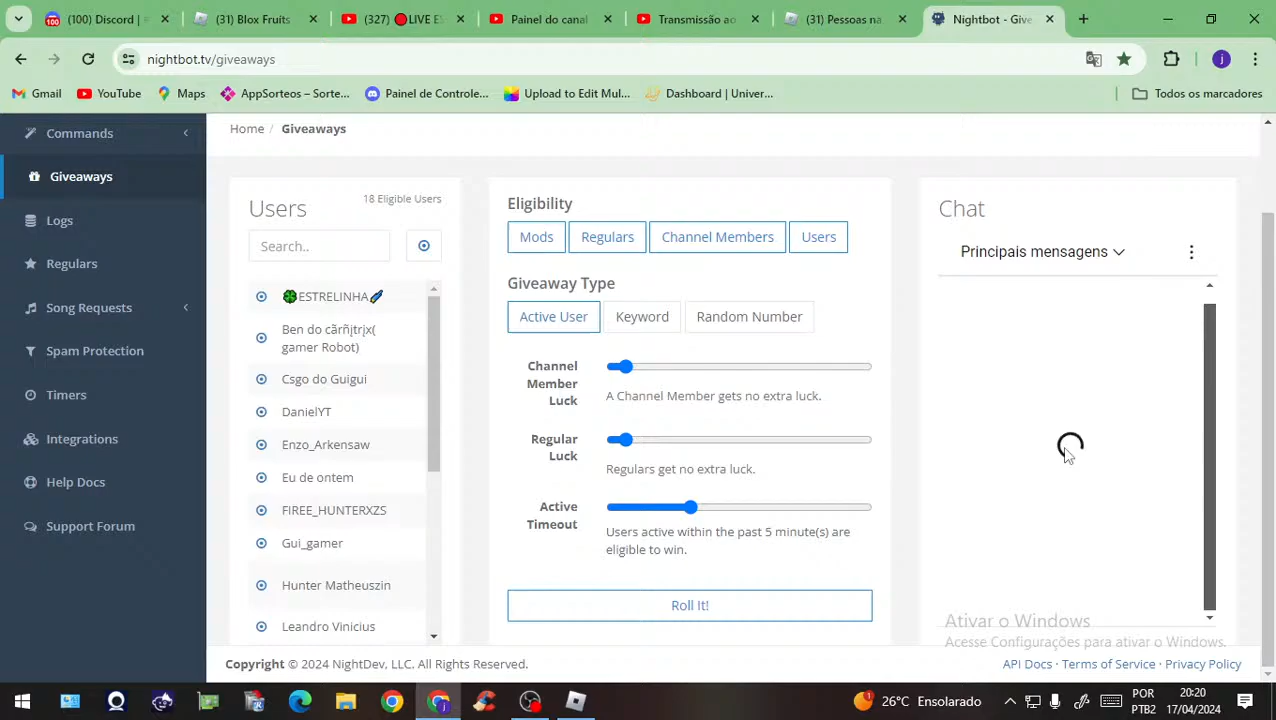 (100) Discord | #
(31) Blox Fruits
(327) 🔴LIVE ES
Painel do canal
Transmissão ao
(31) Pessoas na
Nightbot - Give
nightbot.tv/giveaways
Gmail
YouTube
Maps
AppSorteos – Sorte...
Painel de Controle...
Upload to Edit Mul...
Dashboard | Univer...
Todos os marcadores
Commands
Giveaways
Logs
Regulars
Song Requests
Spam Protection
Timers
Integrations
Help Docs
Support Forum
Home / Giveaways
Users
18 Eligible Users
Search..
🍀ESTRELINHA
Ben do cãrñįtrįx(
gamer Robot)
Csgo do Guigui
DanielYT
Enzo_Arkensaw
Eu de ontem
FIREE_HUNTERXZS
Gui_gamer
Hunter Matheuszin
Leandro Vinicius
Eligibility
Mods
Regulars
Channel Members
Users
Giveaway Type
Active User
Keyword
Random Number
Channel
Member
Luck
A Channel Member gets no extra luck.
Regular
Luck
Regulars get no extra luck.
Active
Timeout
Users active within the past 5 minute(s) are
eligible to win.
Roll It!
Chat
Principais mensagens
Ativar o Windows
Acesse Configurações para ativar o Windows.
Copyright © 2024 NightDev, LLC. All Rights Reserved.
API Docs · Terms of Service · Privacy Policy
26°C Ensolarado
POR
PTB2
20:20
17/04/2024